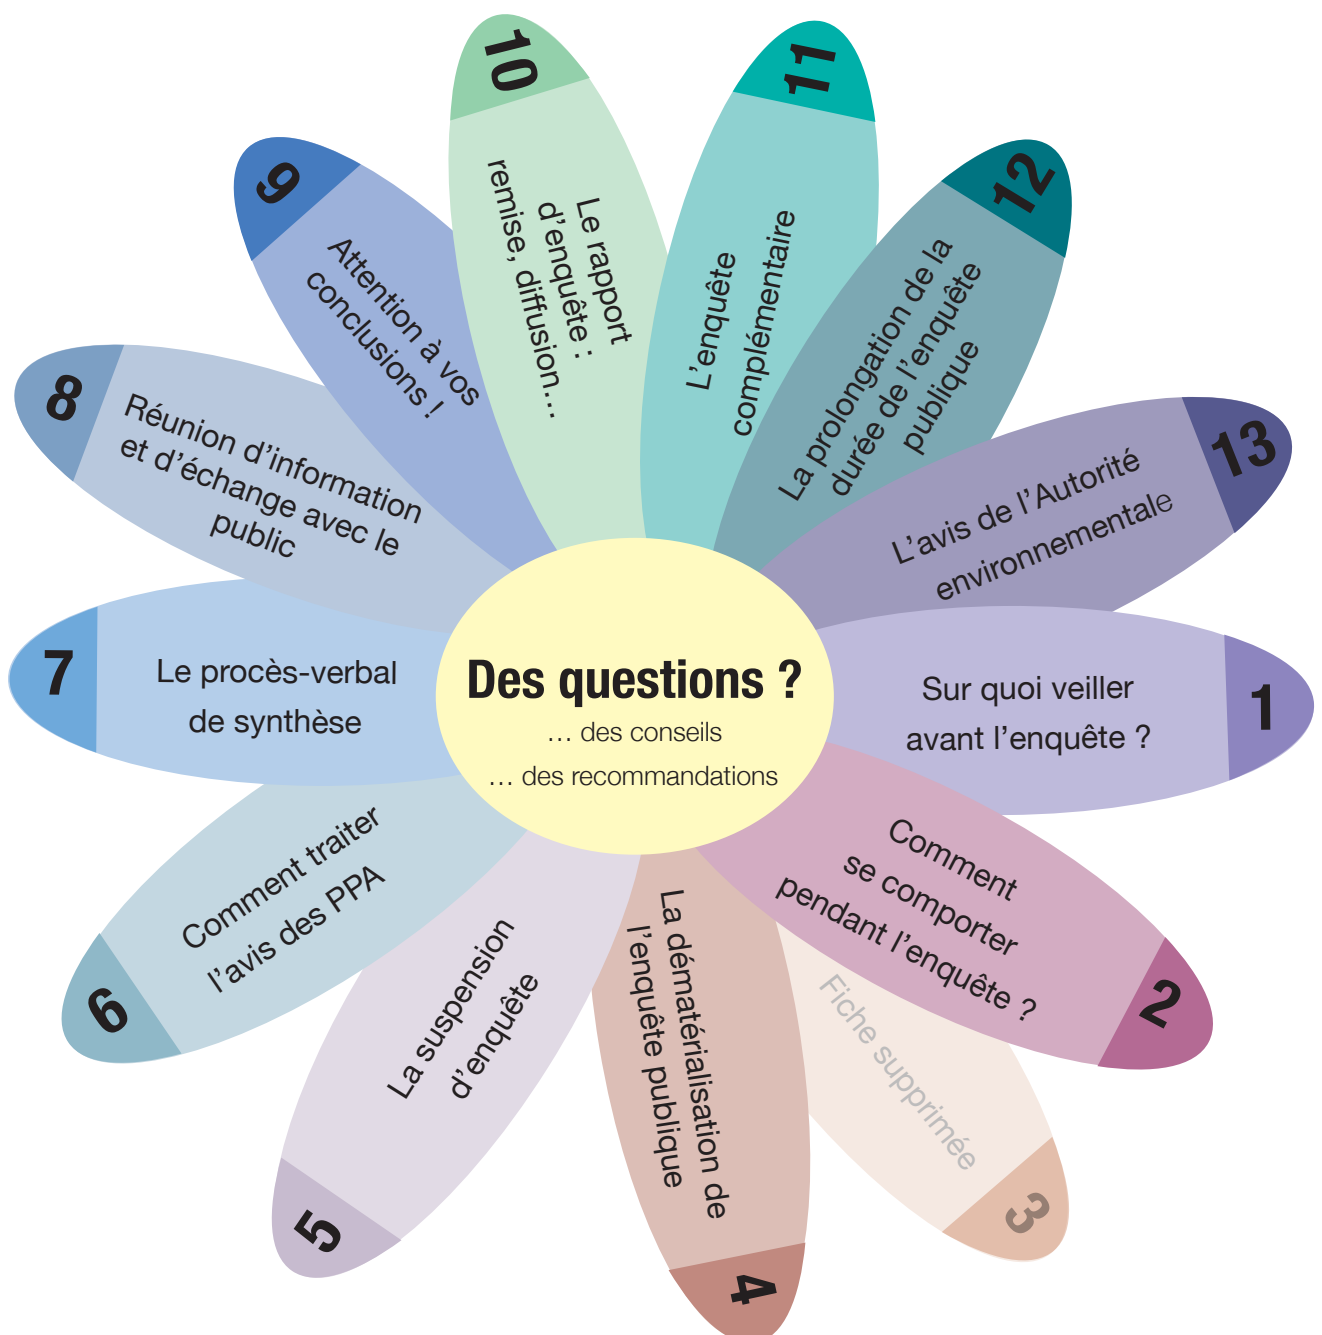 Des questions ?
… des conseils
… des recommandations
1
Sur quoi veiller
avant l’enquête ?
2
Comment
se comporter
pendant l’enquête ?
3
Fiche supprimée
4
La dématérialisation de
l’enquête publique
5
La suspension
d’enquête
6
Comment traiter
l’avis des PPA
7
Le procès-verbal
de synthèse
8
Réunion d’information
et d’échange avec le
public
9
Attention à vos
conclusions !
10
Le rapport
d’enquête :
remise, diffusion…
11
L’enquête
complémentaire
12
La prolongation de la
durée de l’enquête
publique
13
L’avis de l’Autorité
environnementale